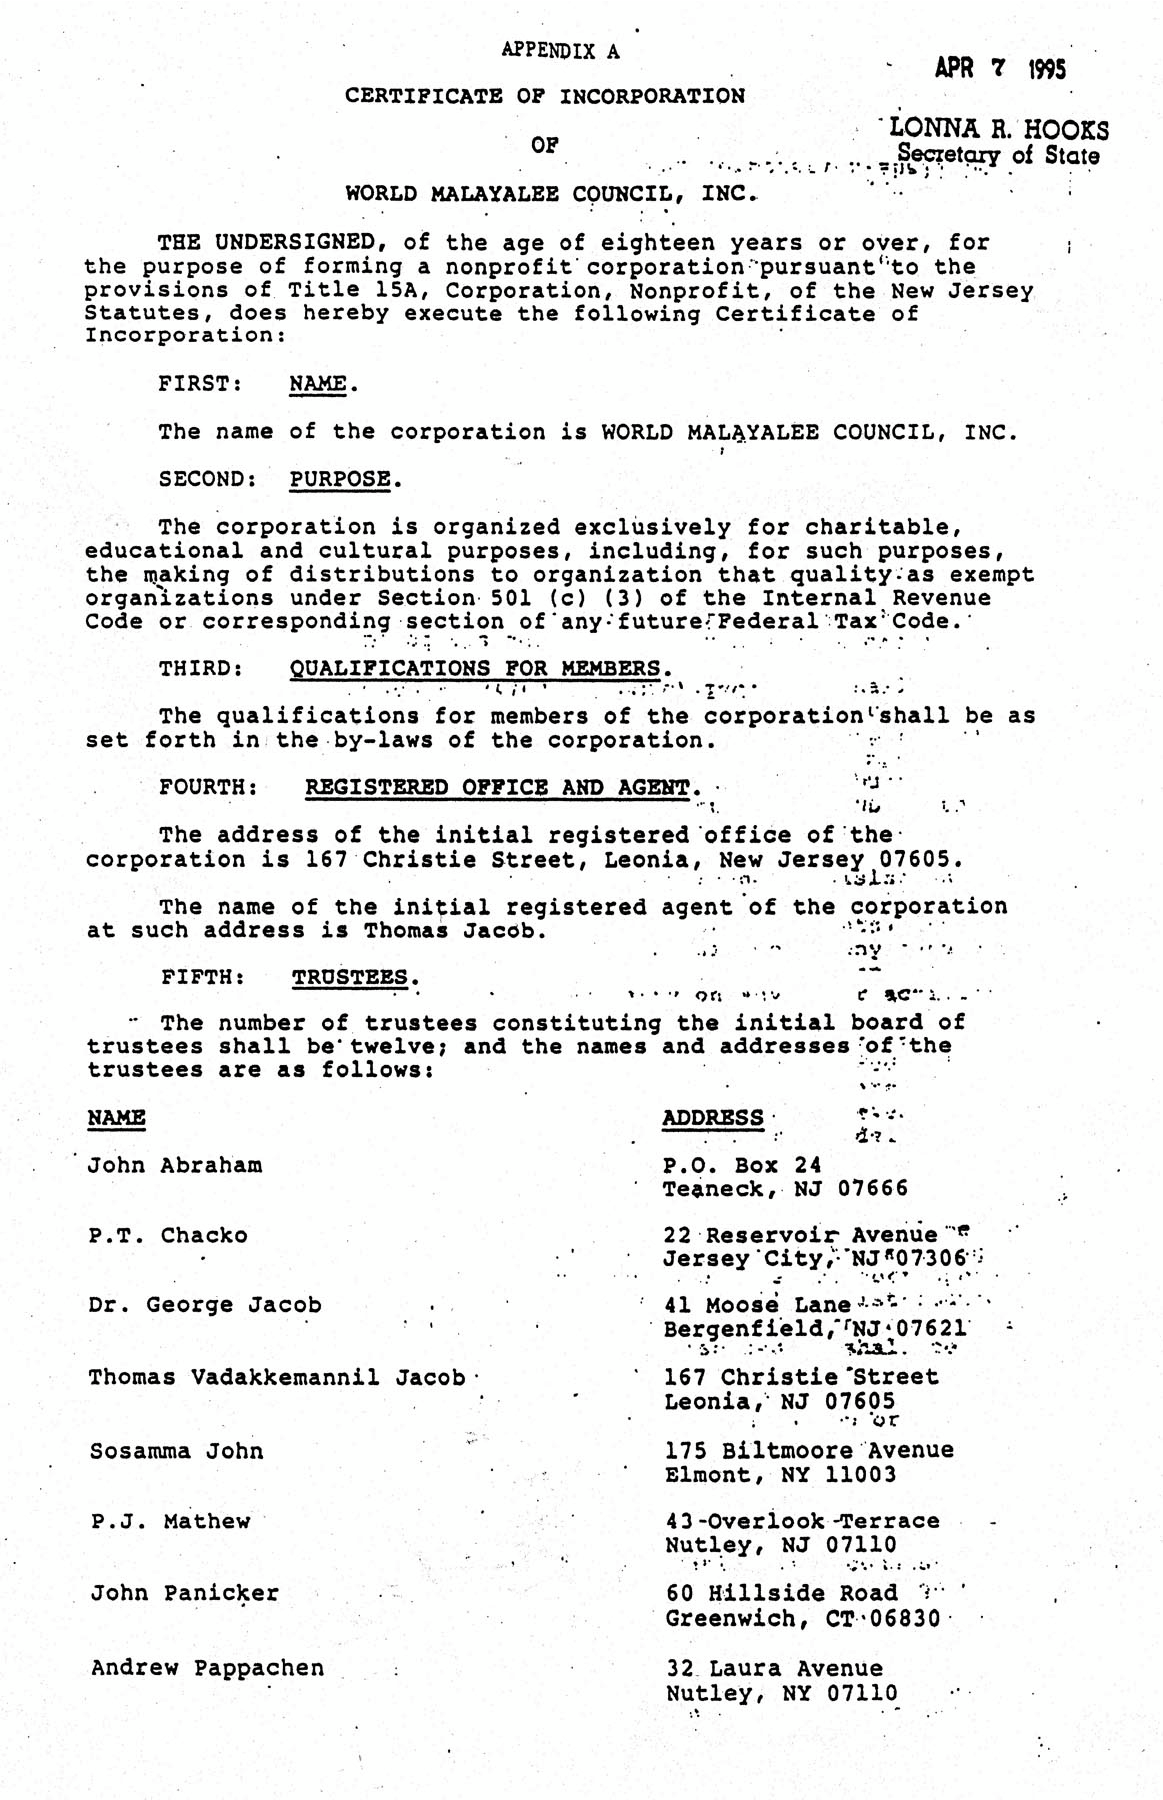 APPENDIX A
APR 7 1995
CERTIFICATE OF INCORPORATION
LONNA R. HOOKS
OF
Secretary of State
WORLD MALAYALEE COUNCIL, INC.
THE UNDERSIGNED, of the age of eighteen years or over, for
the purpose of forming a nonprofit corporation pursuant to the
provisions of Title 15A, Corporation, Nonprofit, of the New Jersey
Statutes, does hereby execute the following Certificate of
Incorporation:
FIRST: NAME.
The name of the corporation is WORLD MALAYALEE COUNCIL, INC.
SECOND: PURPOSE.
The corporation is organized exclusively for charitable,
educational and cultural purposes, including, for such purposes,
the making of distributions to organization that quality as exempt
organizations under Section 501 (c) (3) of the Internal Revenue
Code or corresponding section of any future Federal Tax Code.
THIRD: QUALIFICATIONS FOR MEMBERS.
The qualifications for members of the corporation shall be as
set forth in the by-laws of the corporation.
FOURTH: REGISTERED OFFICE AND AGENT.
The address of the initial registered office of the
corporation is 167 Christie Street, Leonia, New Jersey 07605.
The name of the initial registered agent of the corporation
at such address is Thomas Jacob.
FIFTH: TRUSTEES.
The number of trustees constituting the initial board of
trustees shall be twelve; and the names and addresses of the
trustees are as follows:
NAME ADDRESS
John Abraham P.O. Box 24
Teaneck, NJ 07666
P.T. Chacko 22 Reservoir Avenue
Jersey City, NJ 07306
Dr. George Jacob 41 Moose Lane
Bergenfield, NJ 07621
Thomas Vadakkemannil Jacob 167 Christie Street
Leonia, NJ 07605
Sosamma John 175 Biltmoore Avenue
Elmont, NY 11003
P.J. Mathew 43 Overlook Terrace
Nutley, NJ 07110
John Panicker 60 Hillside Road
Greenwich, CT 06830
Andrew Pappachen 32 Laura Avenue
Nutley, NY 07110